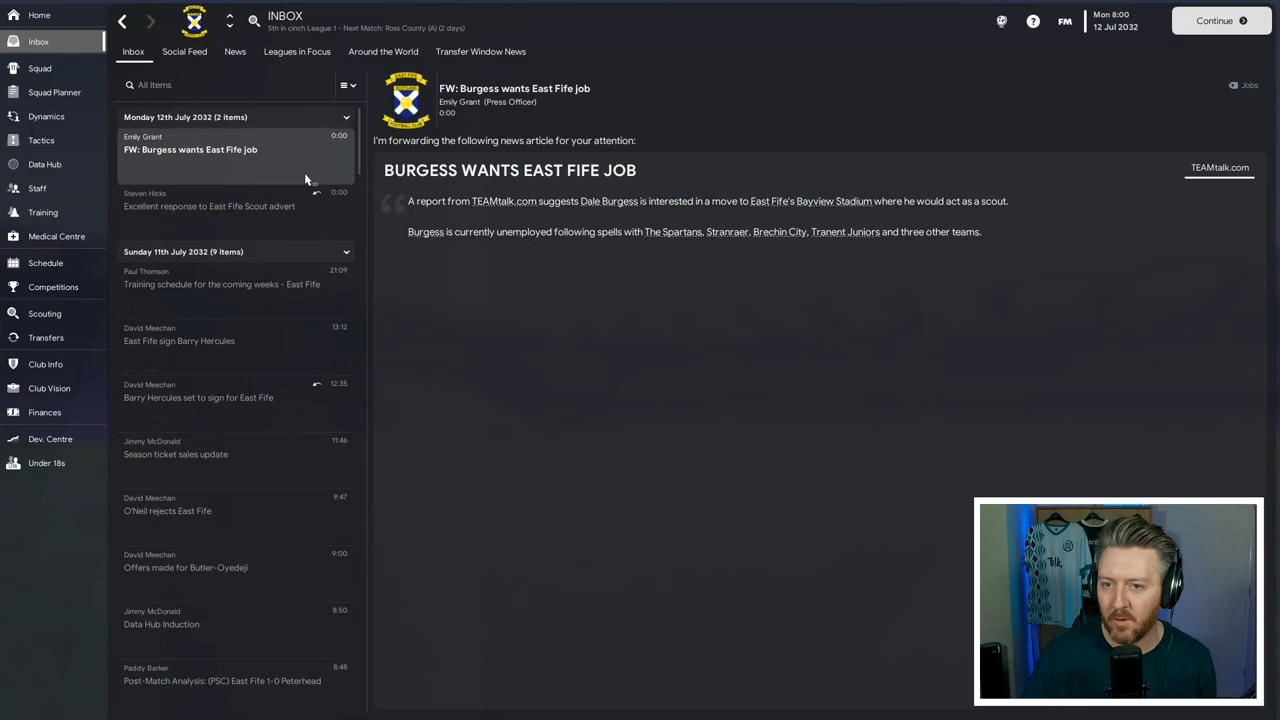 Home
Inbox
Squad
Squad Planner
Dynamics
Tactics
Data Hub
Staff
Training
Medical Centre
Schedule
Competitions
Scouting
Transfers
Club Info
Club Vision
Finances
Dev. Centre
Under 18s
INBOX
5th in cinch League 1 - Next Match: Ross County (A) (2 days)
FM
Mon 8:00
12 Jul 2032
Continue
Inbox Social Feed News Leagues in Focus Around the World Transfer Window News
All Items
Monday 12th July 2032 (2 items)
Emily Grant 0:00
FW: Burgess wants East Fife job
Steven Hicks 0:00
Excellent response to East Fife Scout advert
Sunday 11th July 2032 (9 items)
Paul Thomson 21:09
Training schedule for the coming weeks - East Fife
David Meechan 13:12
East Fife sign Barry Hercules
David Meechan 12:35
Barry Hercules set to sign for East Fife
Jimmy McDonald 11:46
Season ticket sales update
David Meechan 9:47
O'Neil rejects East Fife
David Meechan 9:00
Offers made for Butler-Oyedeji
Jimmy McDonald 8:50
Data Hub Induction
Paddy Barker 8:48
Post-Match Analysis: (PSC) East Fife 1-0 Peterhead
EAST FIFE
SCOTLAND
FOOTBALL CLUB
FW: Burgess wants East Fife job
Emily Grant (Press Officer)
0:00
Jobs
I'm forwarding the following news article for your attention:
BURGESS WANTS EAST FIFE JOB
TEAMtalk.com
A report from TEAMtalk.com suggests Dale Burgess is interested in a move to East Fife's Bayview Stadium where he would act as a scout.
Burgess is currently unemployed following spells with The Spartans, Stranraer, Brechin City, Tranent Juniors and three other teams.